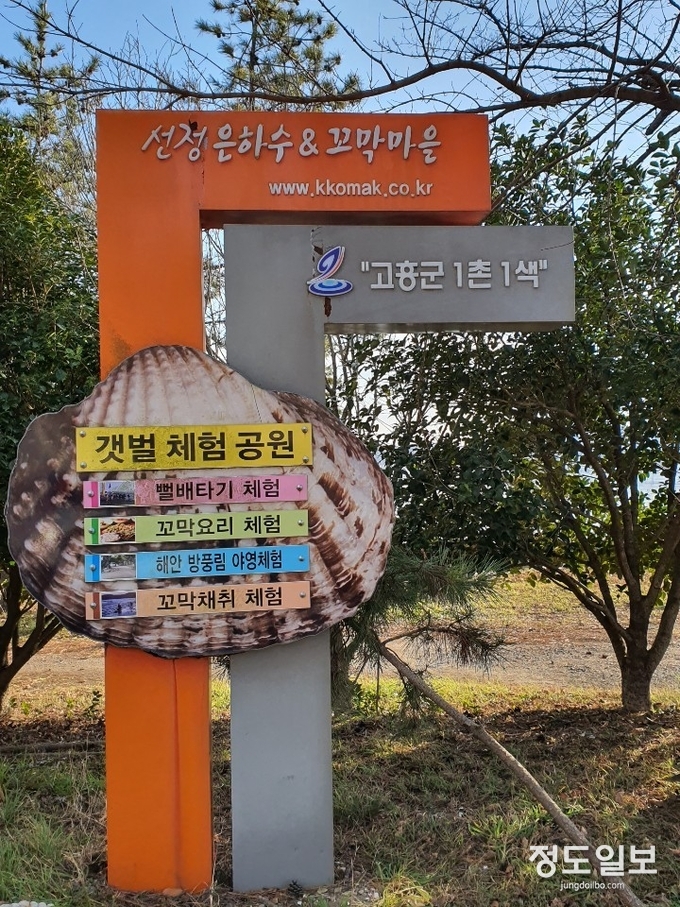 선정은하수&꼬막마을
www.kkomak.co.kr
"고흥군 1촌 1색"
갯벌 체험 공원
뻘배타기 체험
꼬막요리 체험
해안 방풍림 야영체험
꼬막채취 체험
정도일보
jungdoilbo.com